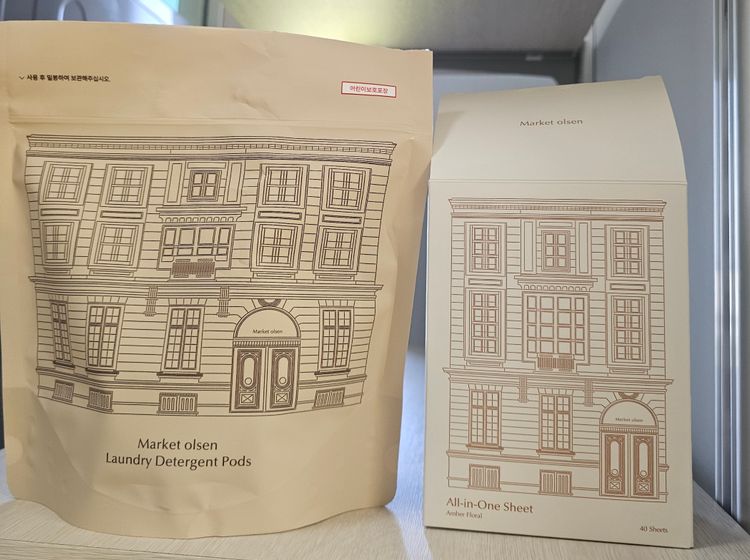 사용 후 밀봉하여 보관해주십시오.
어린이보호포장
Market olsen
Market olsen
Laundry Detergent Pods
Market olsen
Market olsen
All-in-One Sheet
Amber Floral
40 Sheets